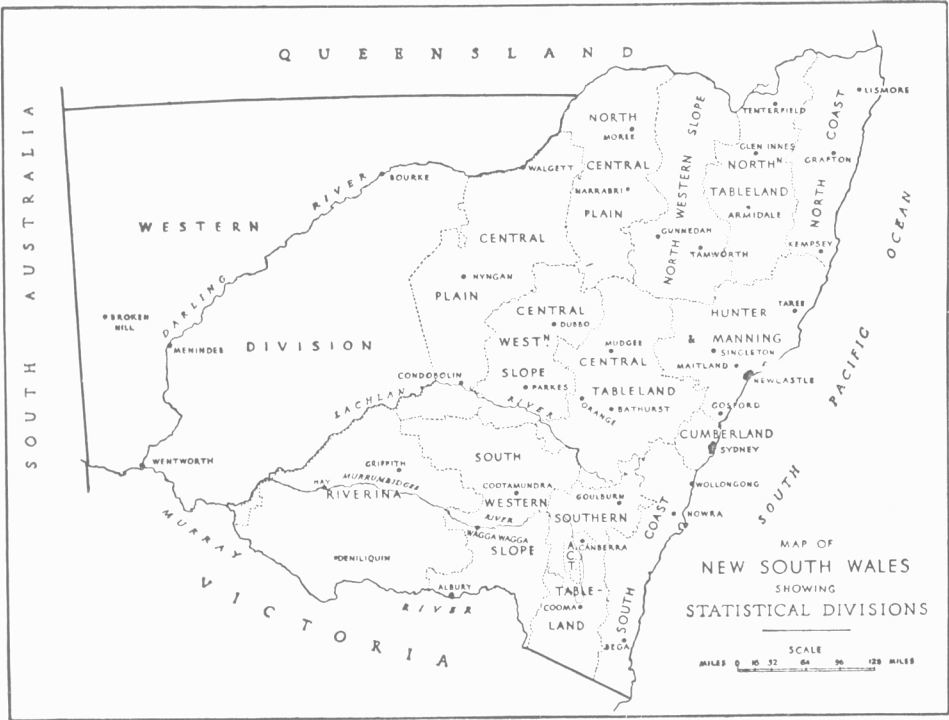 QUEENSLAND
SOUTH AUSTRALIA
NORTH COAST
LISMORE
TENTERFIELD
NORTH WESTERN SLOPE
NORTH
MOREE
GLEN INNES
NORTHN
GRAFTON
CENTRAL
WALGETT
BOURKE
DARLING RIVER
NARRABRI
TABLELAND
PLAIN
ARMIDALE
WESTERN
GUNNEDAH
TAMWORTH
KEMPSEY
CENTRAL
NYNGAN
PLAIN
CENTRAL
DUBBO
WESTN
SLOPE
PARKES
HUNTER
TAREE
& MANNING
SINGLETON
MAITLAND
NEWCASTLE
BROKEN
HILL
MENINDEE
DIVISION
MUDGEE
CENTRAL
TABLELAND
ORANGE
BATHURST
CONDOBOLIN
LACHLAN RIVER
GOSFORD
CUMBERLAND
SYDNEY
WENTWORTH
SOUTH
GRIFFITH
HAY
MURRUMBIDGEE
RIVERINA
COOTAMUNDRA
WESTERN
RIVER
WAGGA WAGGA
SLOPE
GOULBURN
SOUTHERN
WOLLONGONG
NOWRA
SOUTH COAST
A
C
T
CANBERRA
TABLE-
COOMA
LAND
BEGA
DENILIQUIN
ALBURY
MURRAY RIVER
VICTORIA
SOUTH PACIFIC OCEAN
MAP OF
NEW SOUTH WALES
SHOWING
STATISTICAL DIVISIONS
SCALE
MILES 0 16 32 64 96 128 MILES